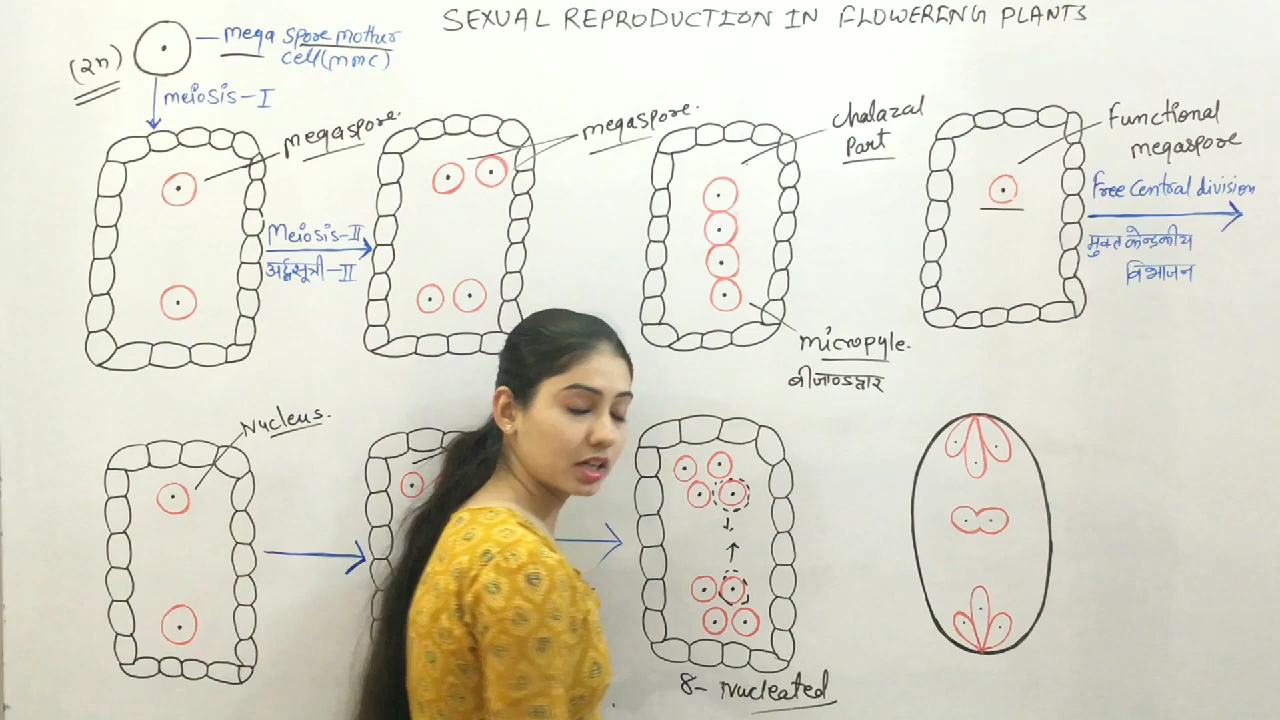 SEXUAL REPRODUCTION IN FLOWERING PLANTS
(2n)
mega spore mother
cell(mmc)
meiosis-I
megaspore.
megaspore.
Chalazal
Part
Functional
megaspore
Meiosis-II
अर्द्धसूत्री-II
Free Central division
मुक्त केन्द्रकीय
विभाजन
micropyle.
बीजाण्डद्वार
Nucleus.
8- Nucleated